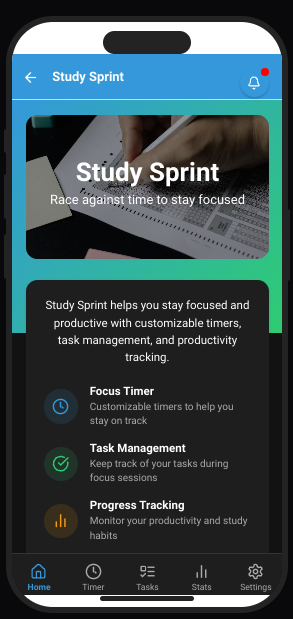 Study Sprint
Study Sprint
Race against time to stay focused
Study Sprint helps you stay focused and
productive with customizable timers,
task management, and productivity
tracking.
Focus Timer
Customizable timers to help you
stay on track
Task Management
Keep track of your tasks during
focus sessions
Progress Tracking
Monitor your productivity and study
habits
Home
Timer
Tasks
Stats
Settings